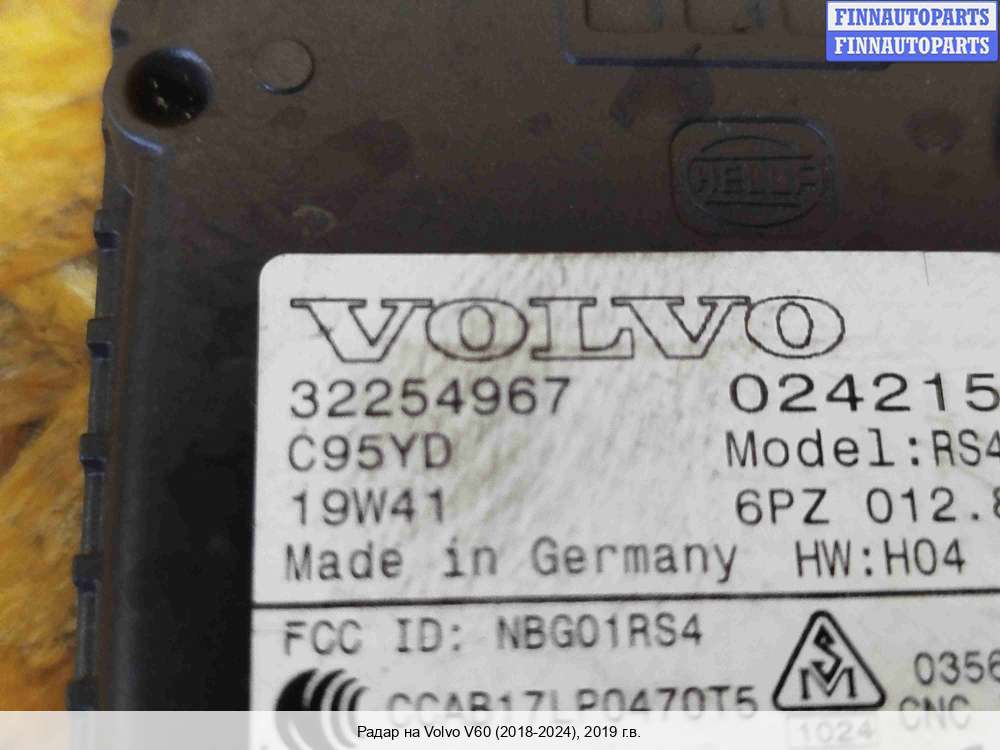 FINNAUTOPARTS
FINNAUTOPARTS
HELLA
VOLVO
32254967 024215
C95YD Model:RS4
19W41 6PZ 012.8
Made in Germany HW:H04
FCC ID: NBG01RS4
0356
CCAB17LP0470T5 CNC
1024
Радар на Volvo V60 (2018-2024), 2019 г.в.